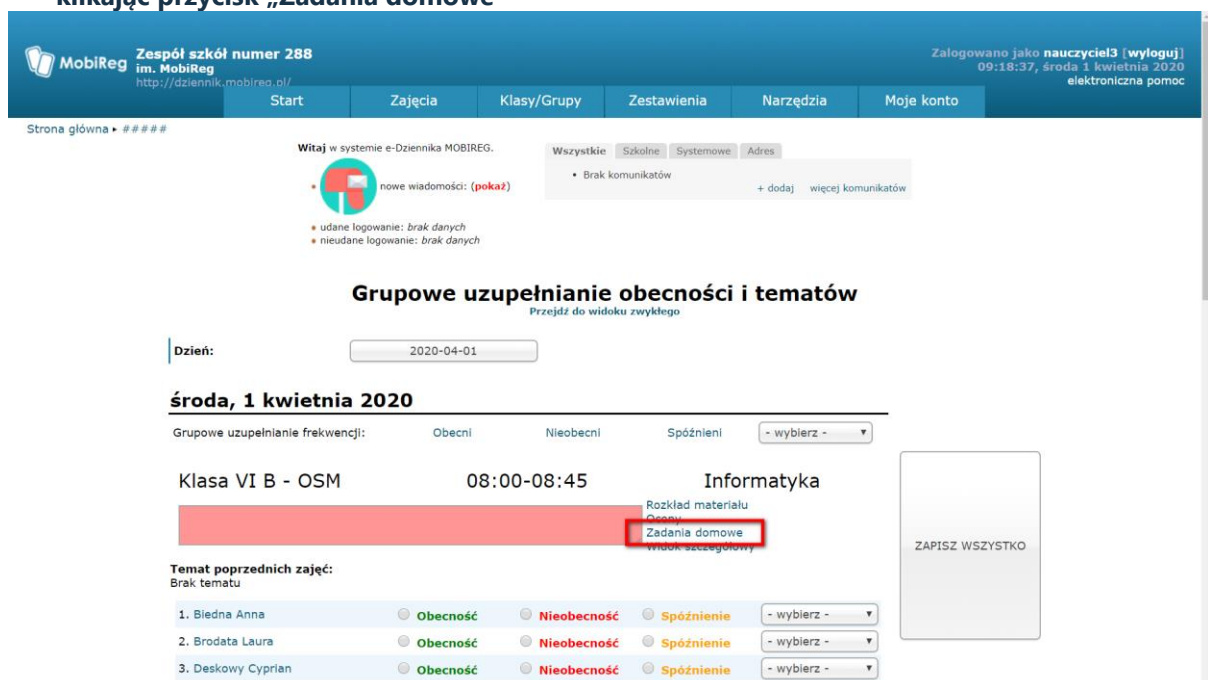 klikając przycisk „Zadania domowe”
MobiReg
Zespół szkół numer 288
im. MobiReg
http://dziennik.mobireg.pl/
Zalogowano jako nauczyciel3 [wyloguj]
09:18:37, środa 1 kwietnia 2020
elektroniczna pomoc
Start Zajęcia Klasy/Grupy Zestawienia Narzędzia Moje konto
Strona główna ▸ #####
Witaj w systemie e-Dziennika MOBIREG.
• nowe wiadomości: (pokaż)
• udane logowanie: brak danych
• nieudane logowanie: brak danych
Wszystkie Szkolne Systemowe Adres
• Brak komunikatów
+ dodaj więcej komunikatów
Grupowe uzupełnianie obecności i tematów
Przejdź do widoku zwykłego
Dzień: 2020-04-01
środa, 1 kwietnia 2020
Grupowe uzupełnianie frekwencji: Obecni Nieobecni Spóźnieni - wybierz -
Klasa VI B - OSM 08:00-08:45 Informatyka
Rozkład materiału
Oceny
Zadania domowe
Widok szczegółowy
ZAPISZ WSZYSTKO
Temat poprzednich zajęć:
Brak tematu
1. Biedna Anna Obecność Nieobecność Spóźnienie - wybierz -
2. Brodata Laura Obecność Nieobecność Spóźnienie - wybierz -
3. Deskowy Cyprian Obecność Nieobecność Spóźnienie - wybierz -